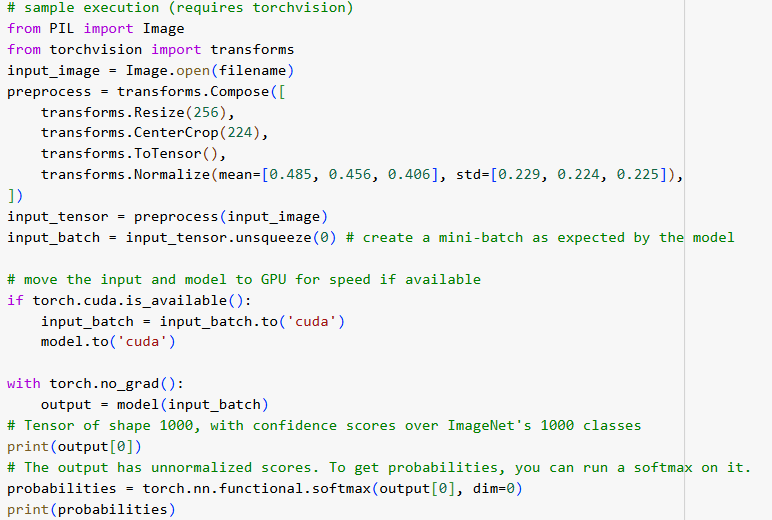 # sample execution (requires torchvision)
from PIL import Image
from torchvision import transforms
input_image = Image.open(filename)
preprocess = transforms.Compose([
    transforms.Resize(256),
    transforms.CenterCrop(224),
    transforms.ToTensor(),
    transforms.Normalize(mean=[0.485, 0.456, 0.406], std=[0.229, 0.224, 0.225]),
])
input_tensor = preprocess(input_image)
input_batch = input_tensor.unsqueeze(0) # create a mini-batch as expected by the model

# move the input and model to GPU for speed if available
if torch.cuda.is_available():
    input_batch = input_batch.to('cuda')
    model.to('cuda')

with torch.no_grad():
    output = model(input_batch)
# Tensor of shape 1000, with confidence scores over ImageNet's 1000 classes
print(output[0])
# The output has unnormalized scores. To get probabilities, you can run a softmax on it.
probabilities = torch.nn.functional.softmax(output[0], dim=0)
print(probabilities)